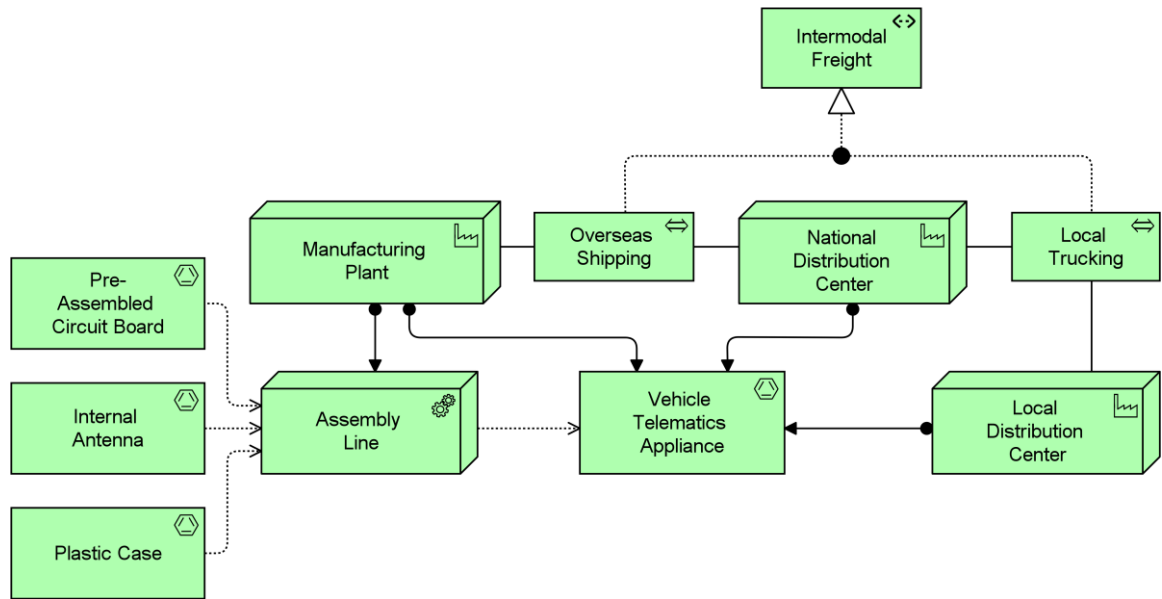 Intermodal
Freight
Manufacturing
Plant
Overseas
Shipping
National
Distribution
Center
Local
Trucking
Pre-
Assembled
Circuit Board
Internal
Antenna
Assembly
Line
Vehicle
Telematics
Appliance
Local
Distribution
Center
Plastic Case